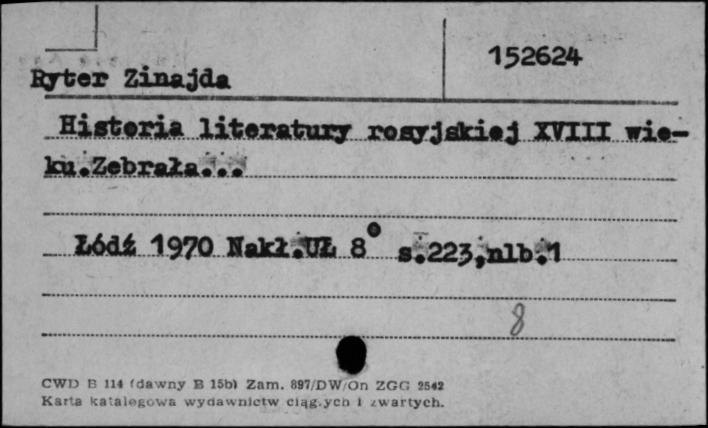 152624
Ryter Zinajda
Historia literatury rosyjskiej XVIII wie-
ku.Zebrała...
Łódź 1970 Nakł.UŁ 8° s.223,nlb.1
8
CWD B 114 (dawny B 15b) Zam. 897/DW/On ZGG 2542
Karta katalogowa wydawnictw ciągłych i zwartych.